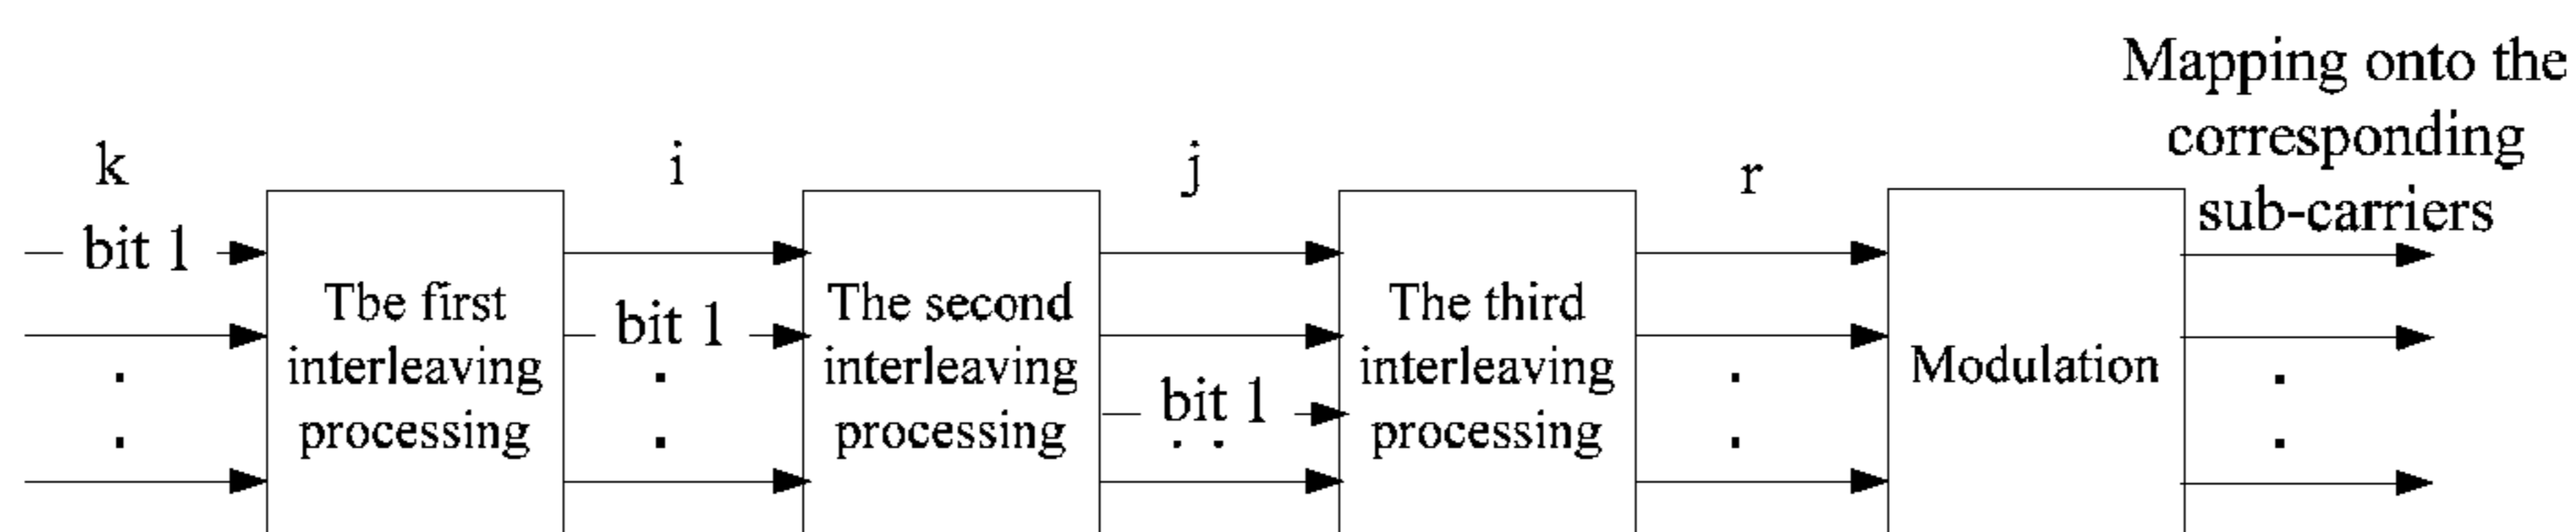 Mapping onto the
corresponding
sub-carriers
k
i
j
r
bit 1
Tbe first
interleaving
processing
bit 1
The second
interleaving
processing
bit 1
The third
interleaving
processing
Modulation